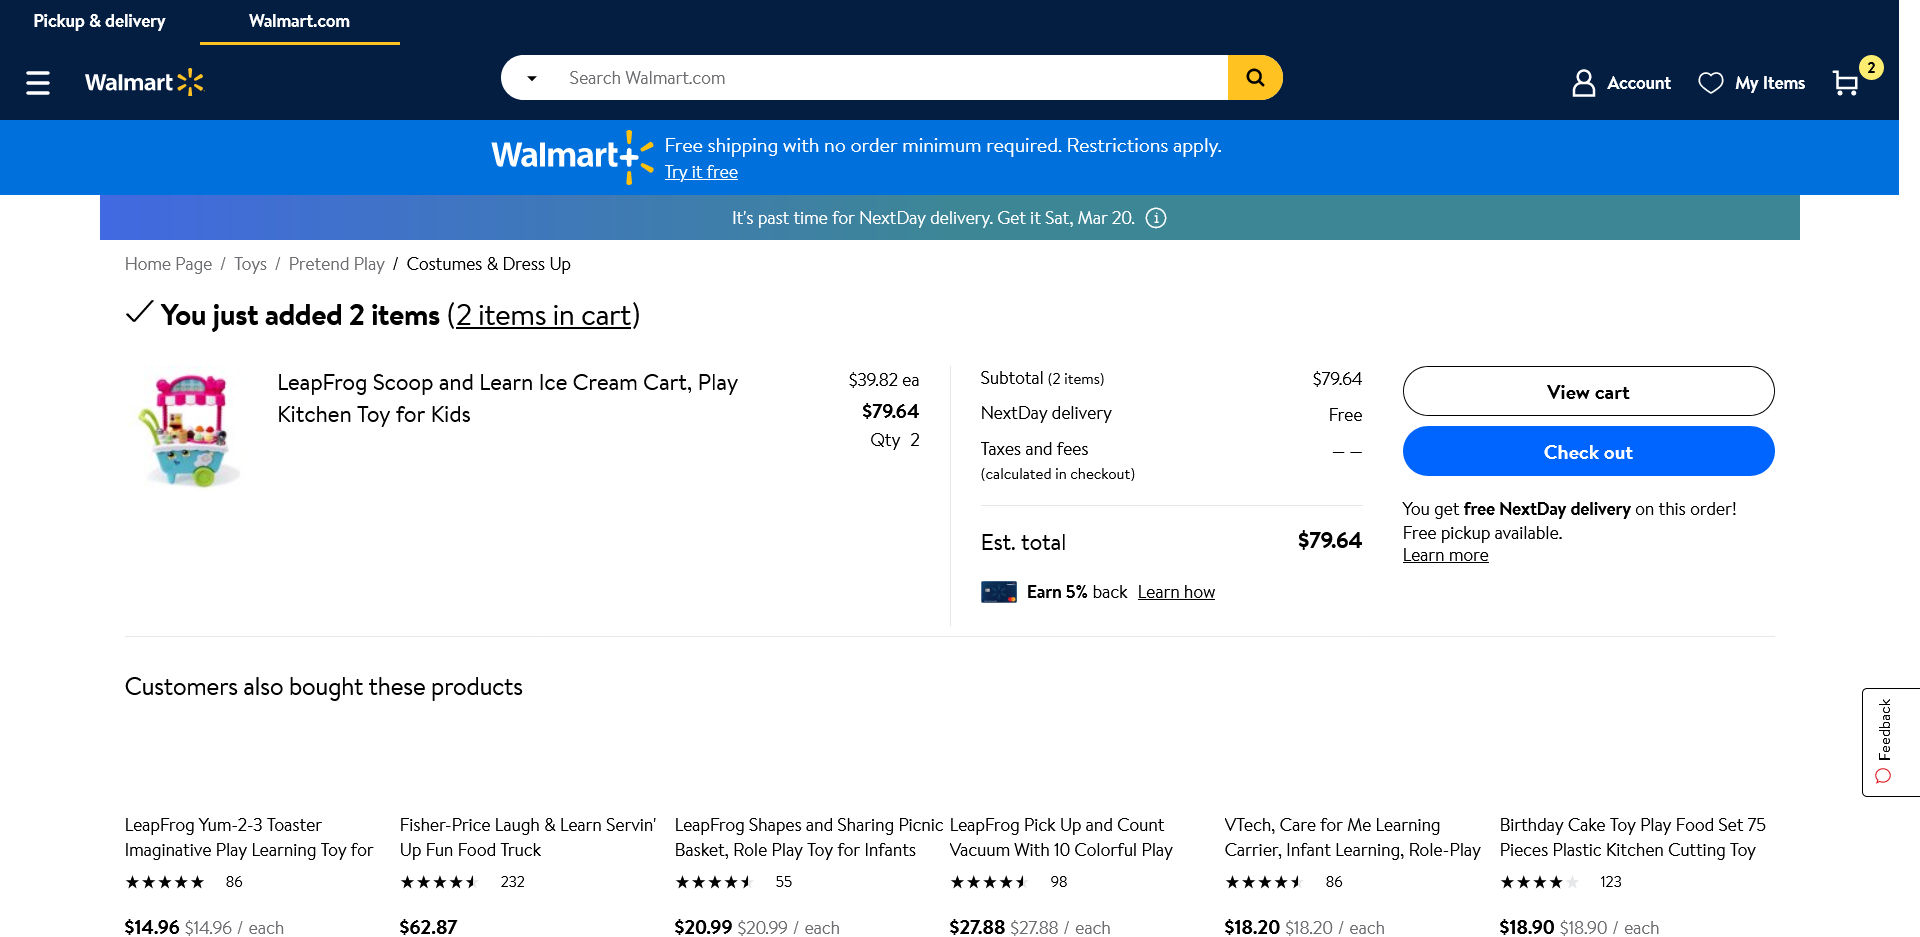 Pickup & delivery
Walmart.com
Walmart
Search Walmart.com
Account
My Items
2
Walmart+
Free shipping with no order minimum required. Restrictions apply.
Try it free
It's past time for NextDay delivery. Get it Sat, Mar 20.
Home Page / Toys / Pretend Play / Costumes & Dress Up
You just added 2 items (2 items in cart)
LeapFrog Scoop and Learn Ice Cream Cart, Play
Kitchen Toy for Kids
$39.82 ea
$79.64
Qty 2
Subtotal (2 items) $79.64
NextDay delivery Free
Taxes and fees — —
(calculated in checkout)
Est. total $79.64
Earn 5% back Learn how
View cart
Check out
You get free NextDay delivery on this order!
Free pickup available.
Learn more
Customers also bought these products
LeapFrog Yum-2-3 Toaster
Imaginative Play Learning Toy for
86
$14.96 $14.96 / each
Fisher-Price Laugh & Learn Servin'
Up Fun Food Truck
232
$62.87
LeapFrog Shapes and Sharing Picnic
Basket, Role Play Toy for Infants
55
$20.99 $20.99 / each
LeapFrog Pick Up and Count
Vacuum With 10 Colorful Play
98
$27.88 $27.88 / each
VTech, Care for Me Learning
Carrier, Infant Learning, Role-Play
86
$18.20 $18.20 / each
Birthday Cake Toy Play Food Set 75
Pieces Plastic Kitchen Cutting Toy
123
$18.90 $18.90 / each
Feedback